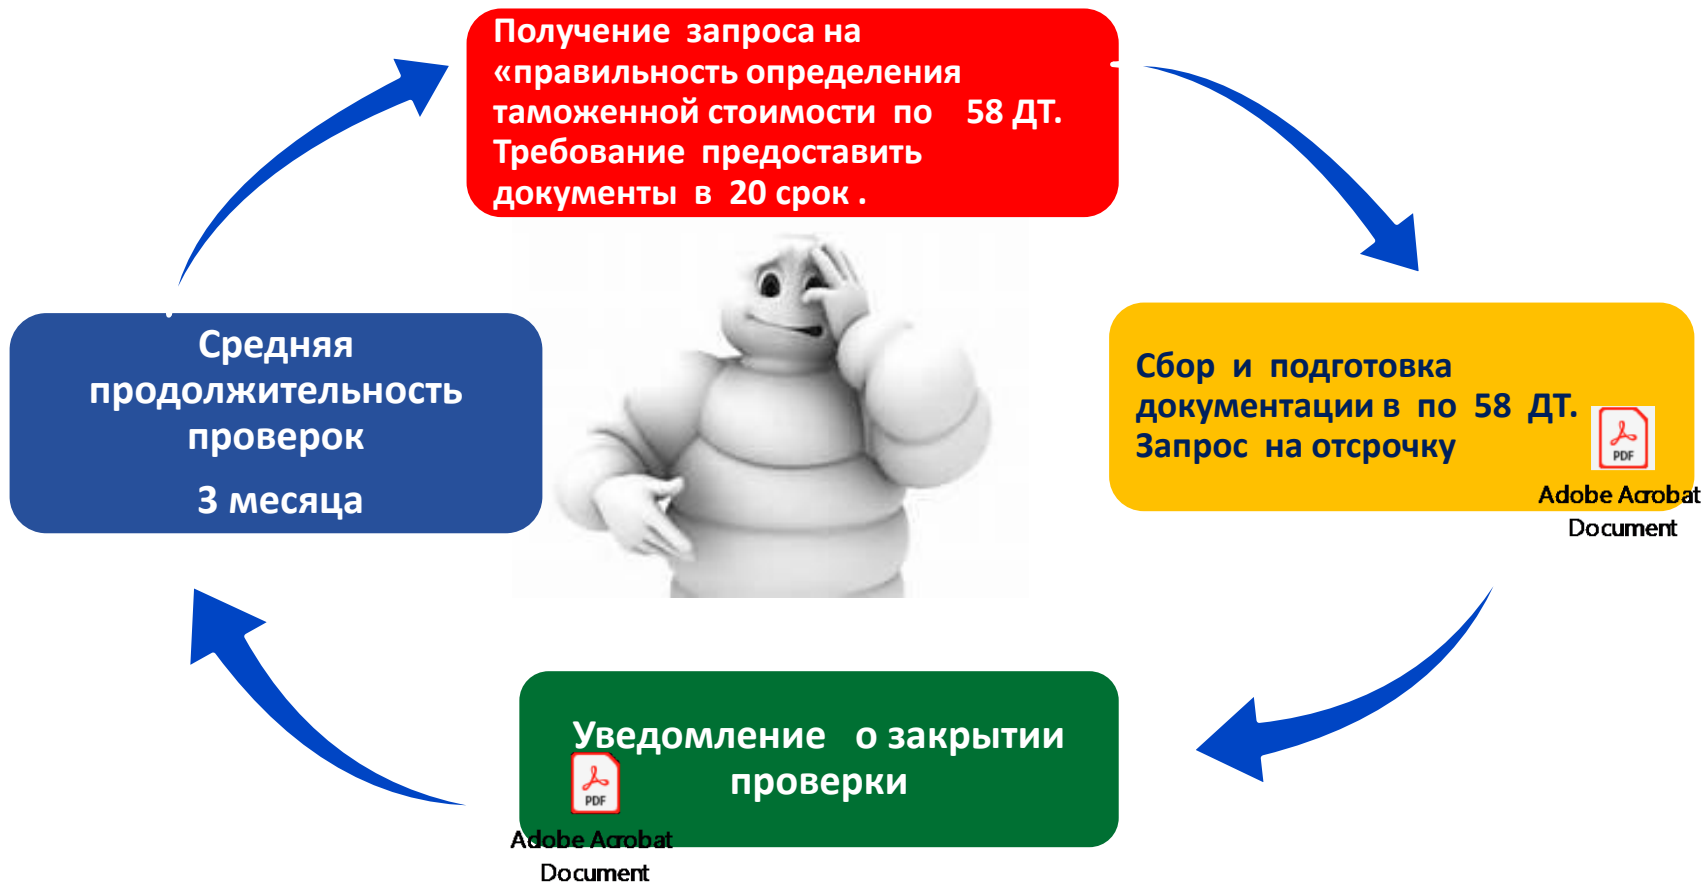 Получение запроса на
«правильность определения
таможенной стоимости по 58 ДТ.
Требование предоставить
документы в 20 срок .
Средняя
продолжительность
проверок
3 месяца
Сбор и подготовка
документации в по 58 ДТ.
Запрос на отсрочку
PDF
Adobe Acrobat
Document
Уведомление о закрытии
проверки
PDF
Adobe Acrobat
Document